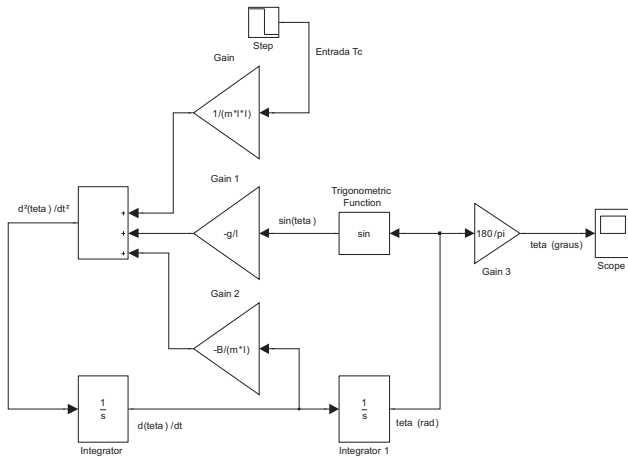 Step
Entrada Tc
Gain
1/(m*l*l)
d²(teta) /dt²
+
+
+
Gain 1
-g/l
sin(teta)
Trigonometric
Function
sin
180/pi
Gain 3
teta (graus)
Scope
Gain 2
-B/(m*l)
1
s
Integrator
d(teta) /dt
1
s
Integrator 1
teta (rad)